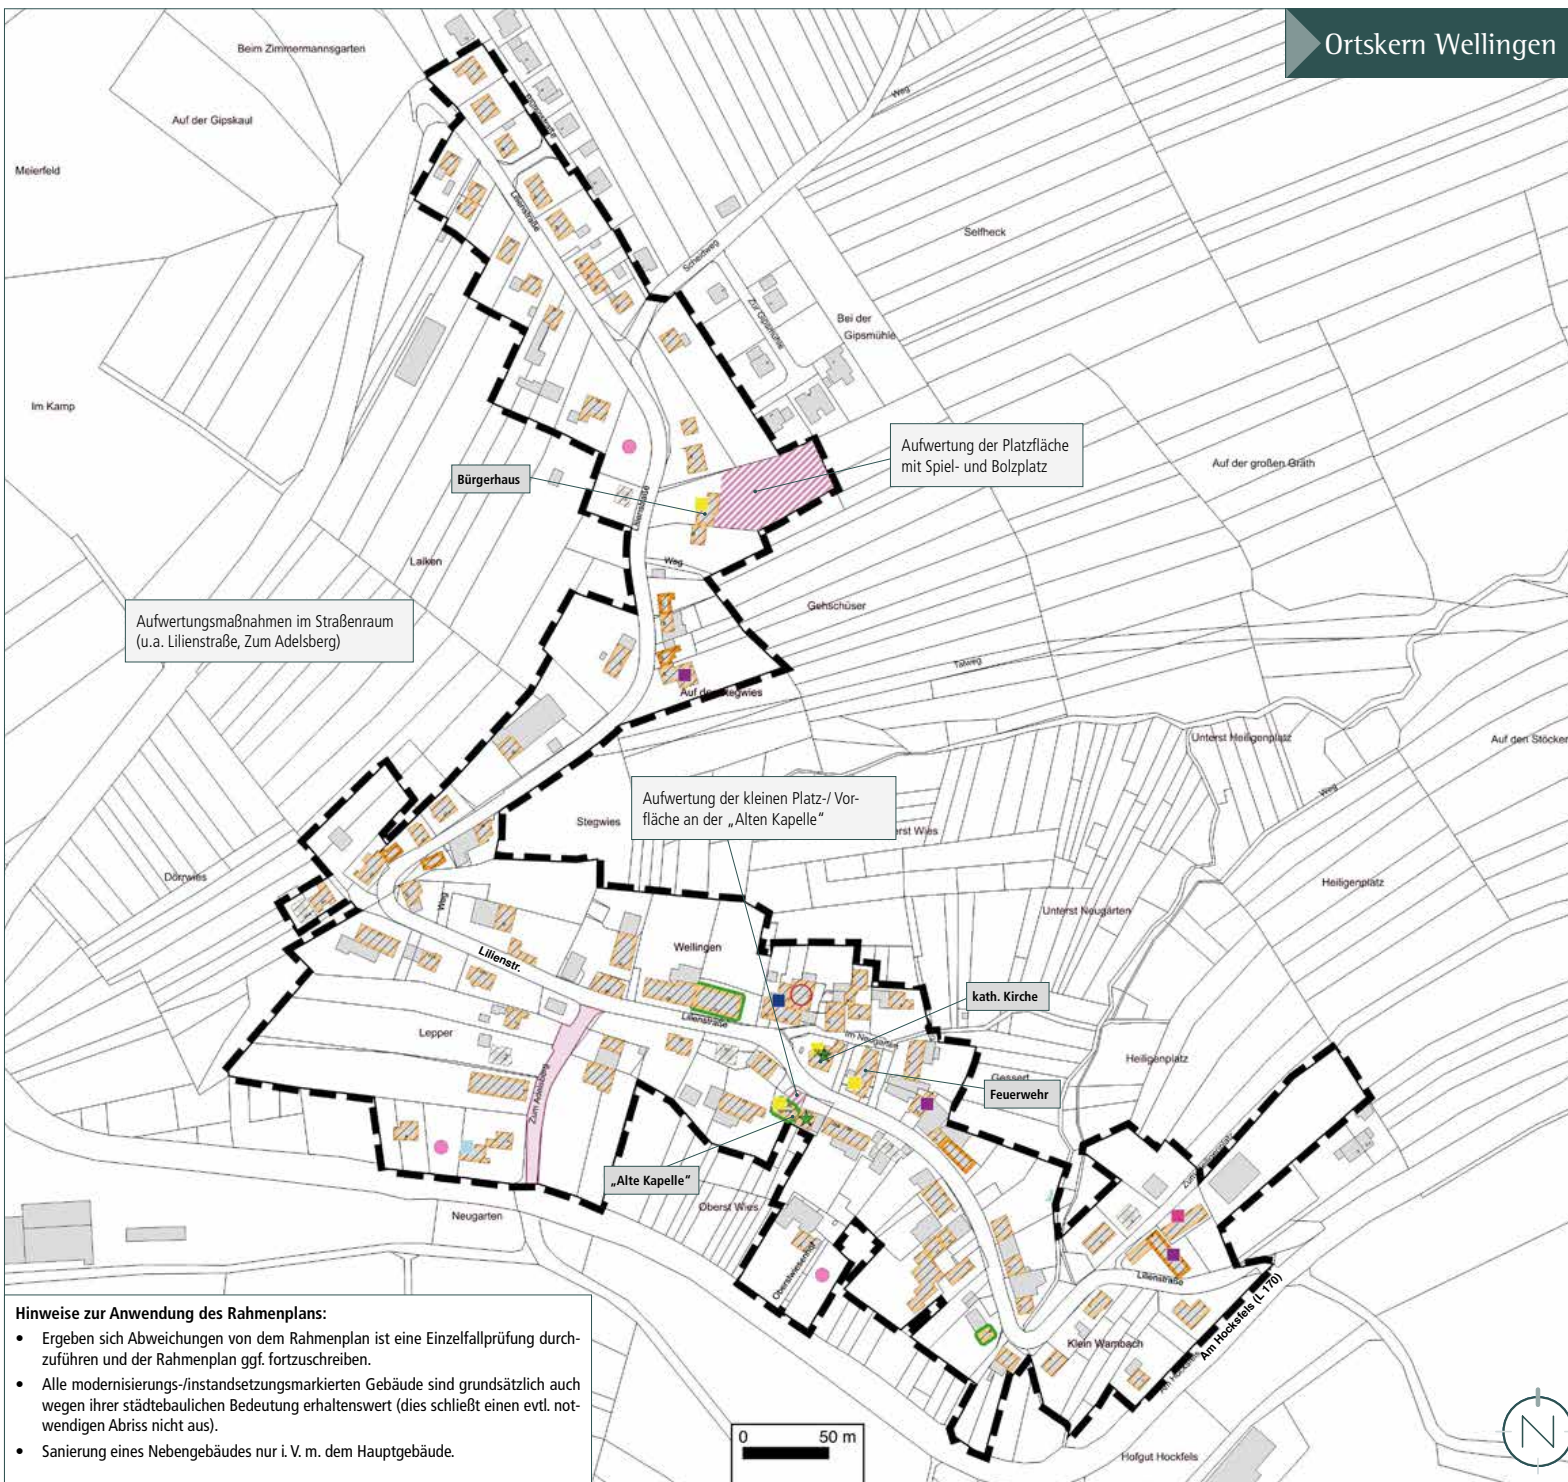 Ortskern Wellingen
Beim Zimmermannsgarten
Auf der Gipskaul
Meierfeld
Weg
Lilienstraße
Selfheck
Scheidweg
Zur Gipsmühle
Bei der
Gipsmühle
Im Kamp
Aufwertung der Platzfläche
mit Spiel- und Bolzplatz
Auf der großen Gräth
Bürgerhaus
Lilienstraße
Laiken
Weg
Gehschüser
Aufwertungsmaßnahmen im Straßenraum
(u.a. Lilienstraße, Zum Adelsberg)
Talweg
Unterst Heiligenplatz
Auf den Stöcken
Weg
Aufwertung der kleinen Platz-/ Vor-
fläche an der „Alten Kapelle“
Stegwies
Dörrwies
Heiligenplatz
Weg
Unterst Neugärten
Lilienstr.
Wellingen
kath. Kirche
Lilienstraße
Lepper
Im Neugarten
Heiligenplatz
Gessert
Feuerwehr
Zum Adelsberg
„Alte Kapelle“
Oberst Wies
Neugarten
Oberstwiesenhof
Lilienstraße
Am Hocksfels (L 170)
Klein Wambach
Hofgut Hockfels
Hinweise zur Anwendung des Rahmenplans:
• Ergeben sich Abweichungen von dem Rahmenplan ist eine Einzelfallprüfung durch-
zuführen und der Rahmenplan ggf. fortzuschreiben.
• Alle modernisierungs-/instandsetzungsmarkierten Gebäude sind grundsätzlich auch
wegen ihrer städtebaulichen Bedeutung erhaltenswert (dies schließt einen evtl. not-
wendigen Abriss nicht aus).
• Sanierung eines Nebengebäudes nur i. V. m. dem Hauptgebäude.
0 50 m
N